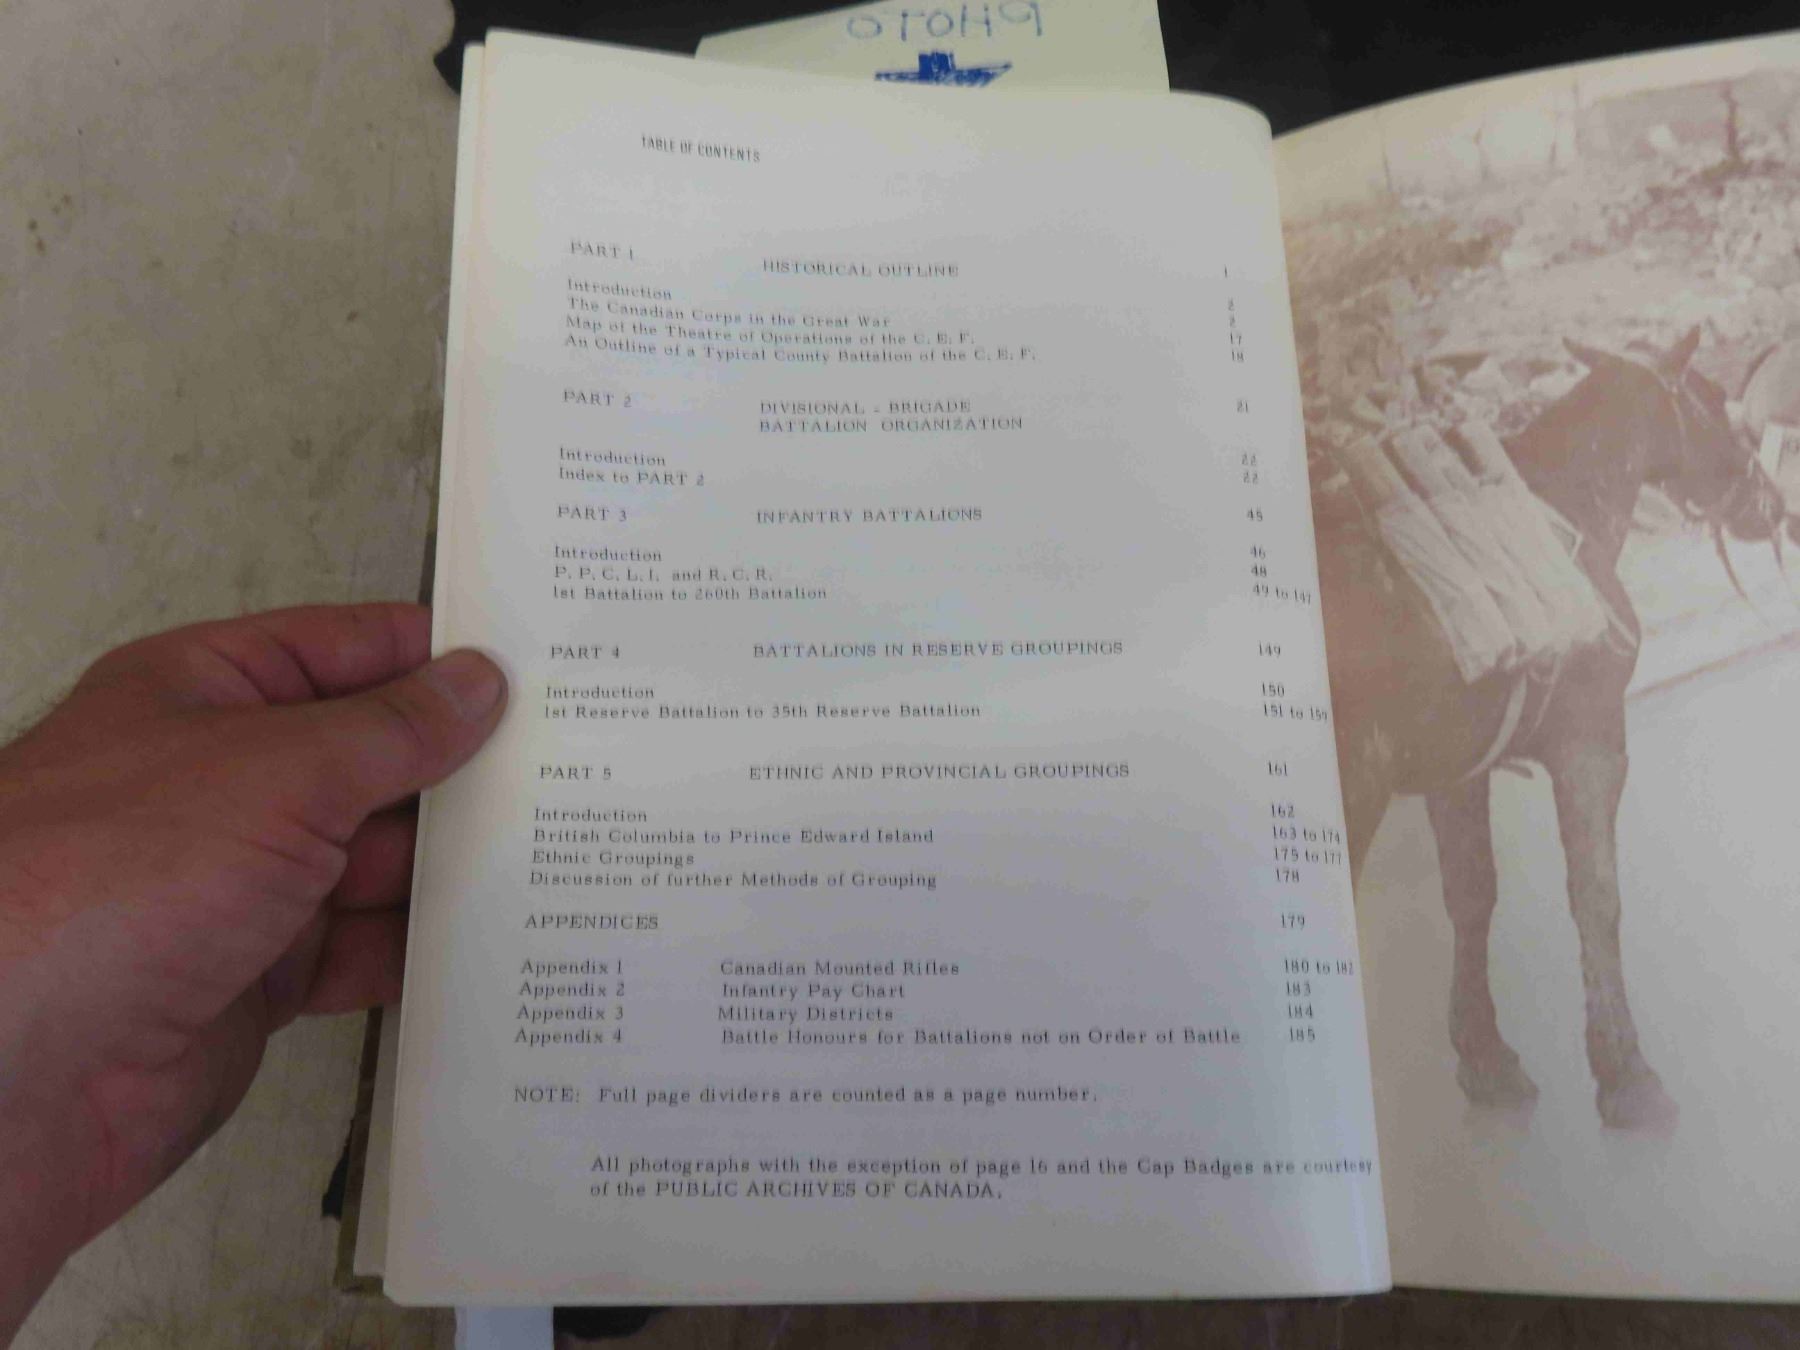 PHOTO
TABLE OF CONTENTS
PART 1 HISTORICAL OUTLINE 1
Introduction 2
The Canadian Corps in the Great War 2
Map of the Theatre of Operations of the C. E. F. 17
An Outline of a Typical County Battalion of the C. E. F. 18
PART 2 DIVISIONAL - BRIGADE 21
BATTALION ORGANIZATION
Introduction 22
Index to PART 2 22
PART 3 INFANTRY BATTALIONS 45
Introduction 46
P. P. C. L. I. and R. C. R. 48
1st Battalion to 260th Battalion 49 to 147
PART 4 BATTALIONS IN RESERVE GROUPINGS 149
Introduction 150
1st Reserve Battalion to 35th Reserve Battalion 151 to 159
PART 5 ETHNIC AND PROVINCIAL GROUPINGS 161
Introduction 162
British Columbia to Prince Edward Island 163 to 174
Ethnic Groupings 175 to 177
Discussion of further Methods of Grouping 178
APPENDICES 179
Appendix 1 Canadian Mounted Rifles 180 to 182
Appendix 2 Infantry Pay Chart 183
Appendix 3 Military Districts 184
Appendix 4 Battle Honours for Battalions not on Order of Battle 185
NOTE: Full page dividers are counted as a page number.
All photographs with the exception of page 16 and the Cap Badges are courtesy
of the PUBLIC ARCHIVES OF CANADA.